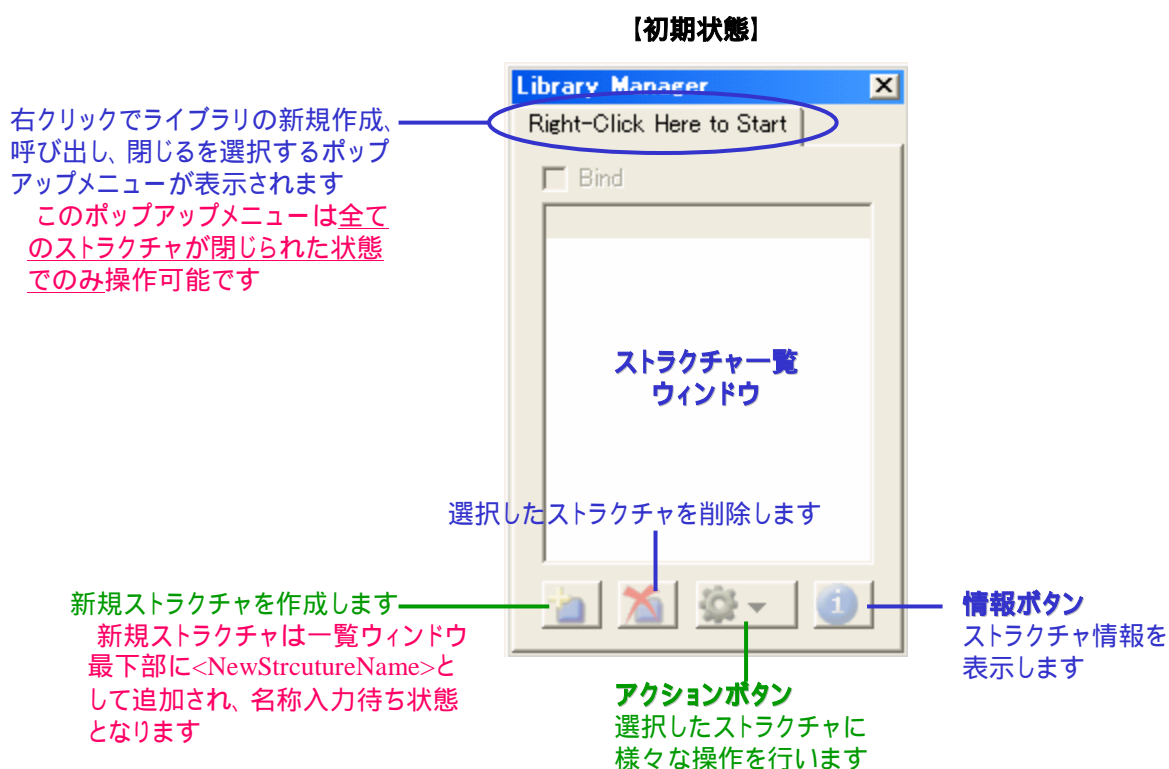 【初期状態】
Library Manager
右クリックでライブラリの新規作成、
呼び出し、閉じるを選択するポップ
アップメニューが表示されます
このポップアップメニューは全て
のストラクチャが閉じられた状態
でのみ操作可能です
Right-Click Here to Start
Bind
ストラクチャ一覧
ウィンドウ
選択したストラクチャを削除します
新規ストラクチャを作成します
新規ストラクチャは一覧ウィンドウ
最下部に<NewStrcutureName>と
して追加され、名称入力待ち状態
となります
アクションボタン
選択したストラクチャに
様々な操作を行います
情報ボタン
ストラクチャ情報を
表示します